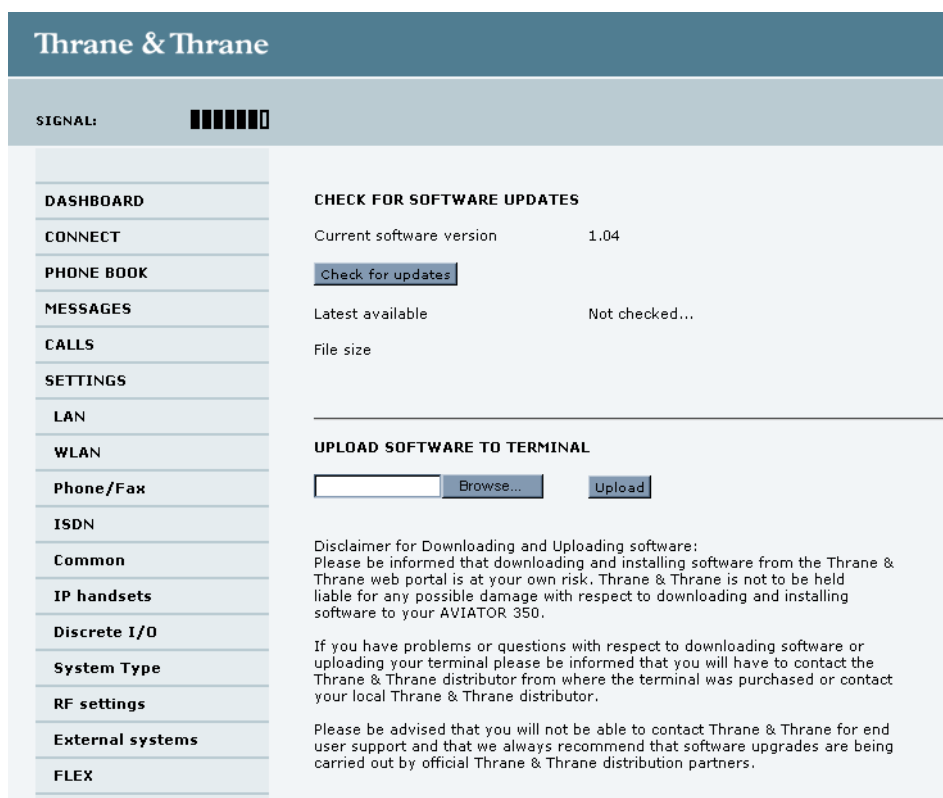 Thrane & Thrane
SIGNAL:
DASHBOARD
CONNECT
PHONE BOOK
MESSAGES
CALLS
SETTINGS
LAN
WLAN
Phone/Fax
ISDN
Common
IP handsets
Discrete I/O
System Type
RF settings
External systems
FLEX
CHECK FOR SOFTWARE UPDATES
Current software version 1.04
Check for updates
Latest available Not checked...
File size
UPLOAD SOFTWARE TO TERMINAL
Browse... Upload
Disclaimer for Downloading and Uploading software:
Please be informed that downloading and installing software from the Thrane &
Thrane web portal is at your own risk. Thrane & Thrane is not to be held
liable for any possible damage with respect to downloading and installing
software to your AVIATOR 350.
If you have problems or questions with respect to downloading software or
uploading your terminal please be informed that you will have to contact the
Thrane & Thrane distributor from where the terminal was purchased or contact
your local Thrane & Thrane distributor.
Please be advised that you will not be able to contact Thrane & Thrane for end
user support and that we always recommend that software upgrades are being
carried out by official Thrane & Thrane distribution partners.